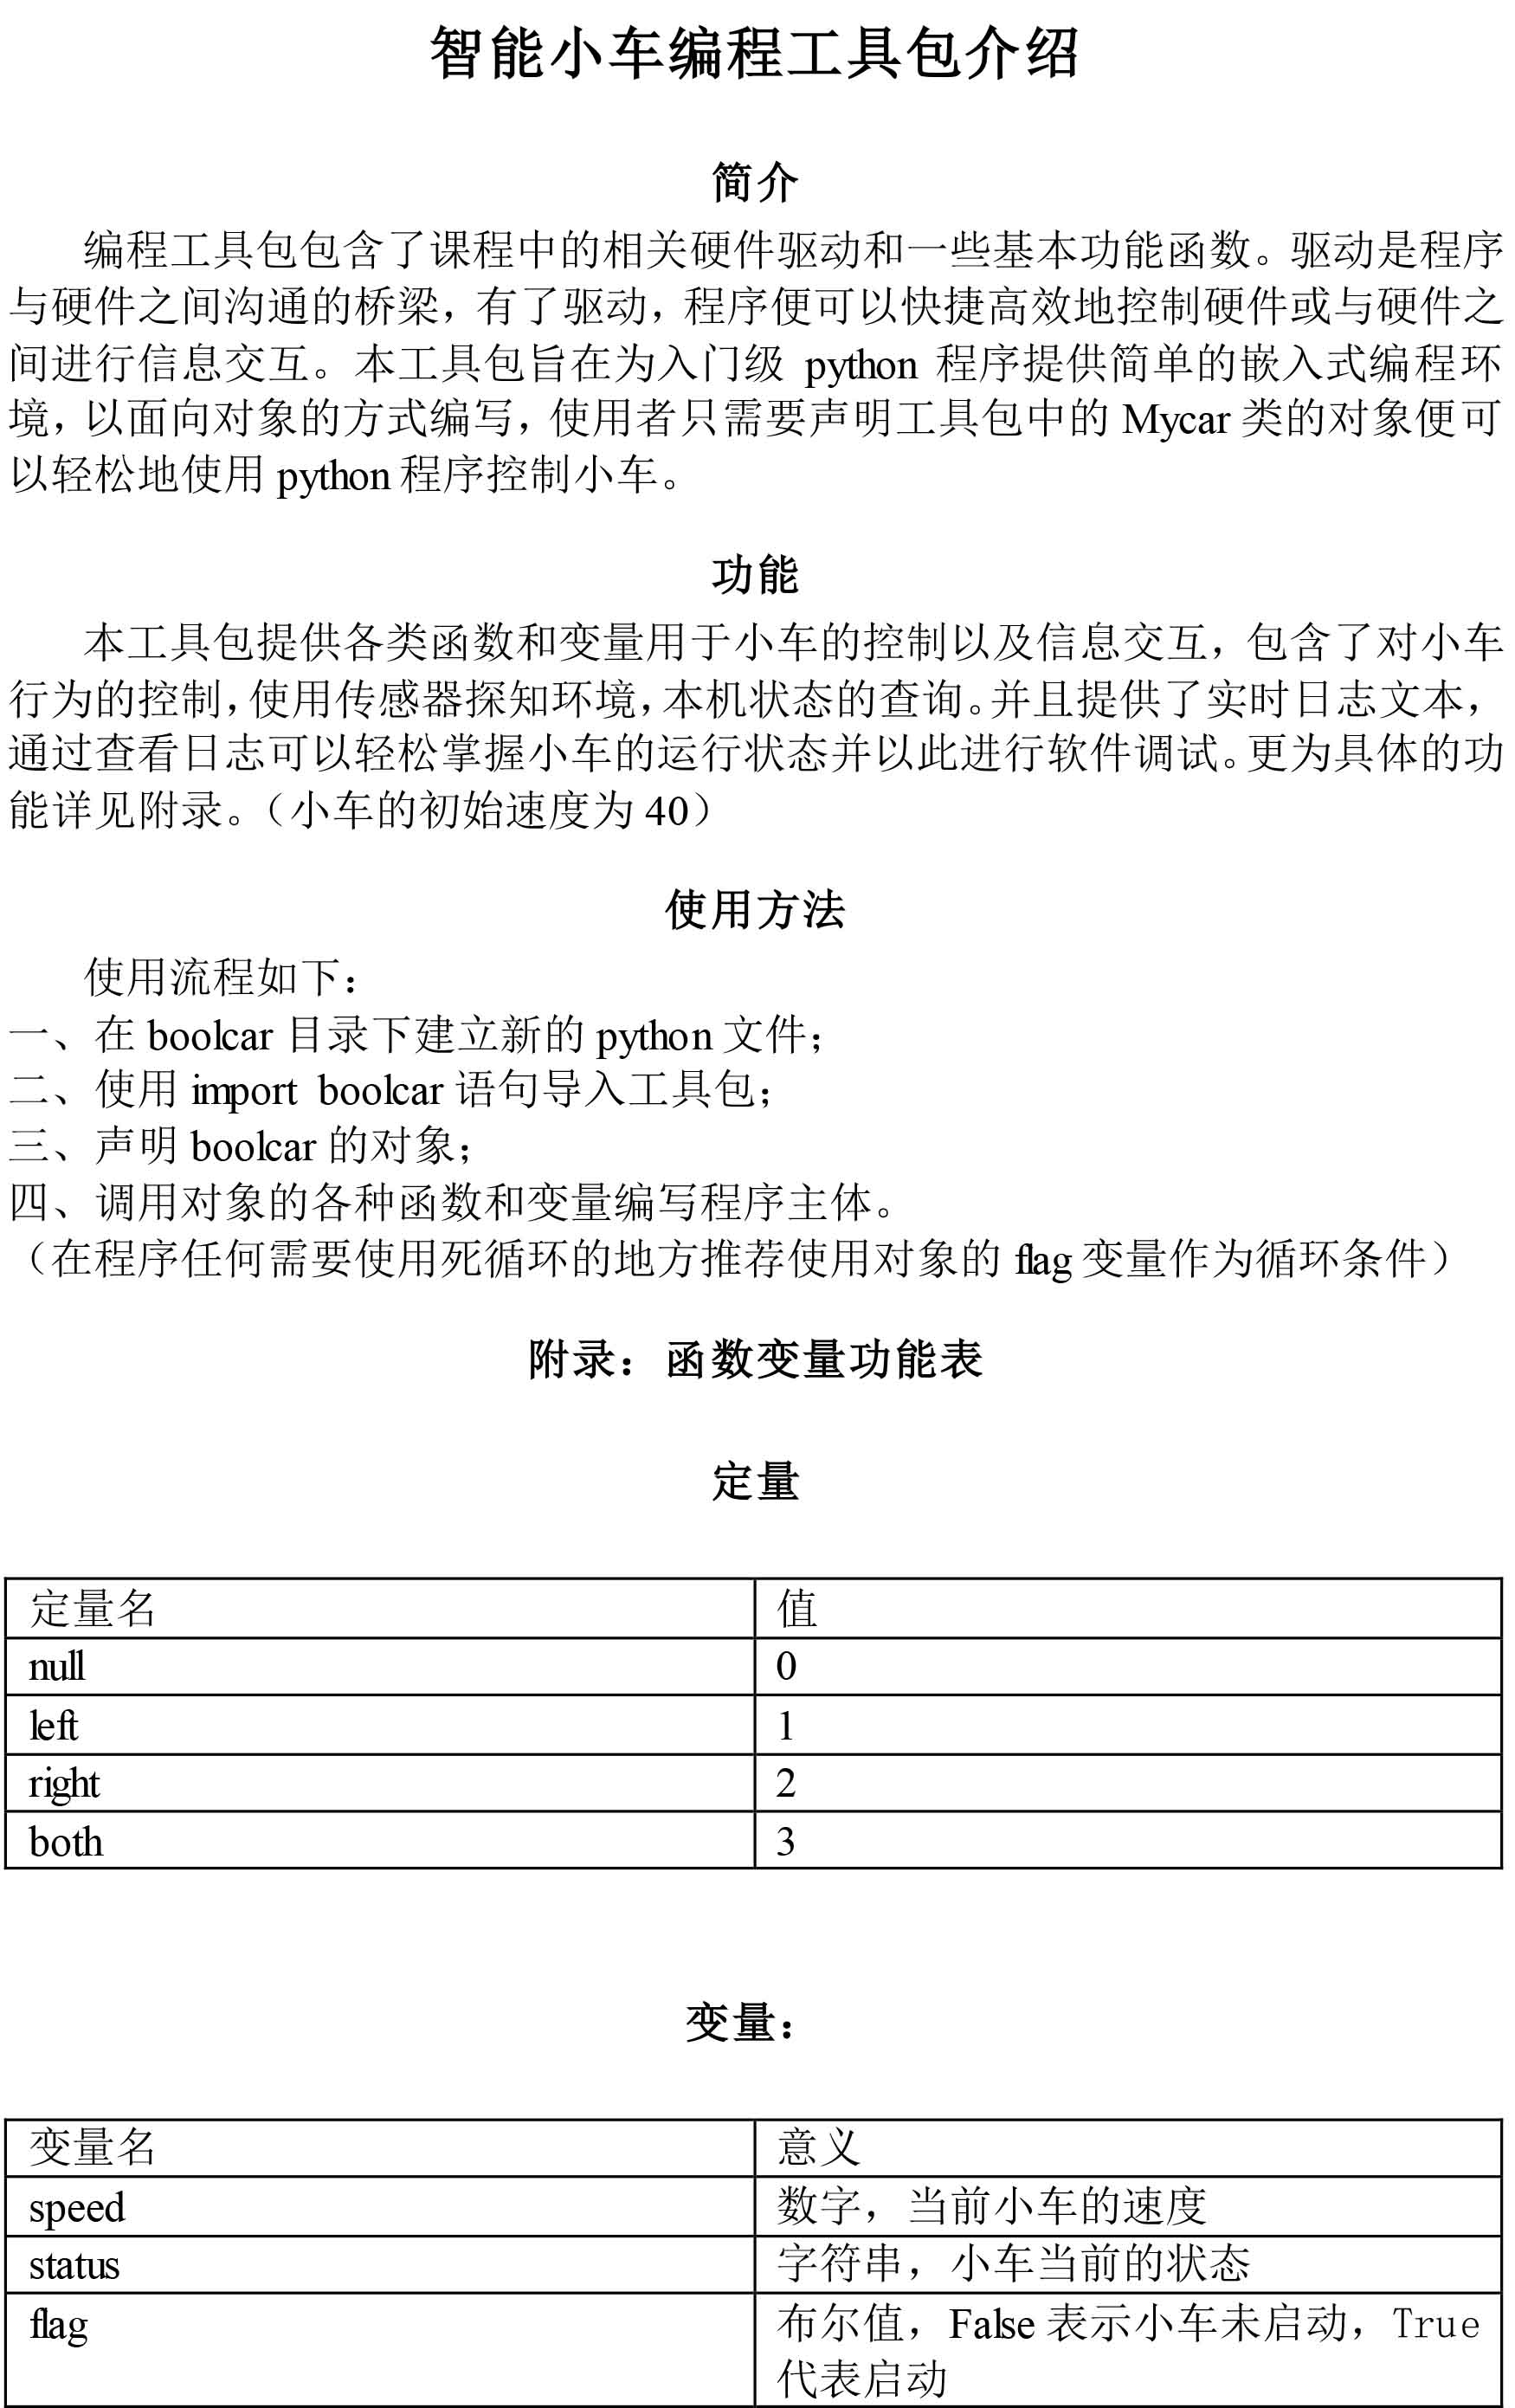 智能小车编程工具包介绍
简介
编程工具包包含了课程中的相关硬件驱动和一些基本功能函数。驱动是程序
与硬件之间沟通的桥梁，有了驱动，程序便可以快捷高效地控制硬件或与硬件之
间进行信息交互。本工具包旨在为入门级 python 程序提供简单的嵌入式编程环
境，以面向对象的方式编写，使用者只需要声明工具包中的 Mycar 类的对象便可
以轻松地使用 python 程序控制小车。
功能
本工具包提供各类函数和变量用于小车的控制以及信息交互，包含了对小车
行为的控制，使用传感器探知环境，本机状态的查询。并且提供了实时日志文本，
通过查看日志可以轻松掌握小车的运行状态并以此进行软件调试。更为具体的功
能详见附录。（小车的初始速度为 40）
使用方法
使用流程如下：
一、在 boolcar 目录下建立新的 python 文件；
二、使用 import boolcar 语句导入工具包；
三、声明 boolcar 的对象；
四、调用对象的各种函数和变量编写程序主体。
（在程序任何需要使用死循环的地方推荐使用对象的 flag 变量作为循环条件）
附录：函数变量功能表
定量
定量名 值
null 0
left 1
right 2
both 3
变量：
变量名 意义
speed 数字，当前小车的速度
status 字符串，小车当前的状态
flag 布尔值，False 表示小车未启动，True
代表启动